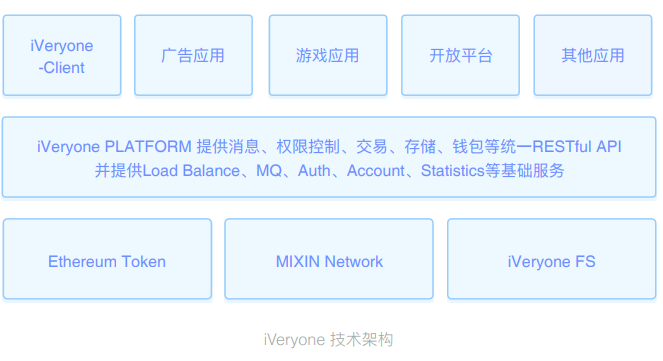 iVeryone
-Client
广告应用
游戏应用
开放平台
其他应用
iVeryone PLATFORM 提供消息、权限控制、交易、存储、钱包等统一RESTful API
并提供Load Balance、MQ、Auth、Account、Statistics等基础服务
Ethereum Token
MIXIN Network
iVeryone FS
iVeryone 技术架构